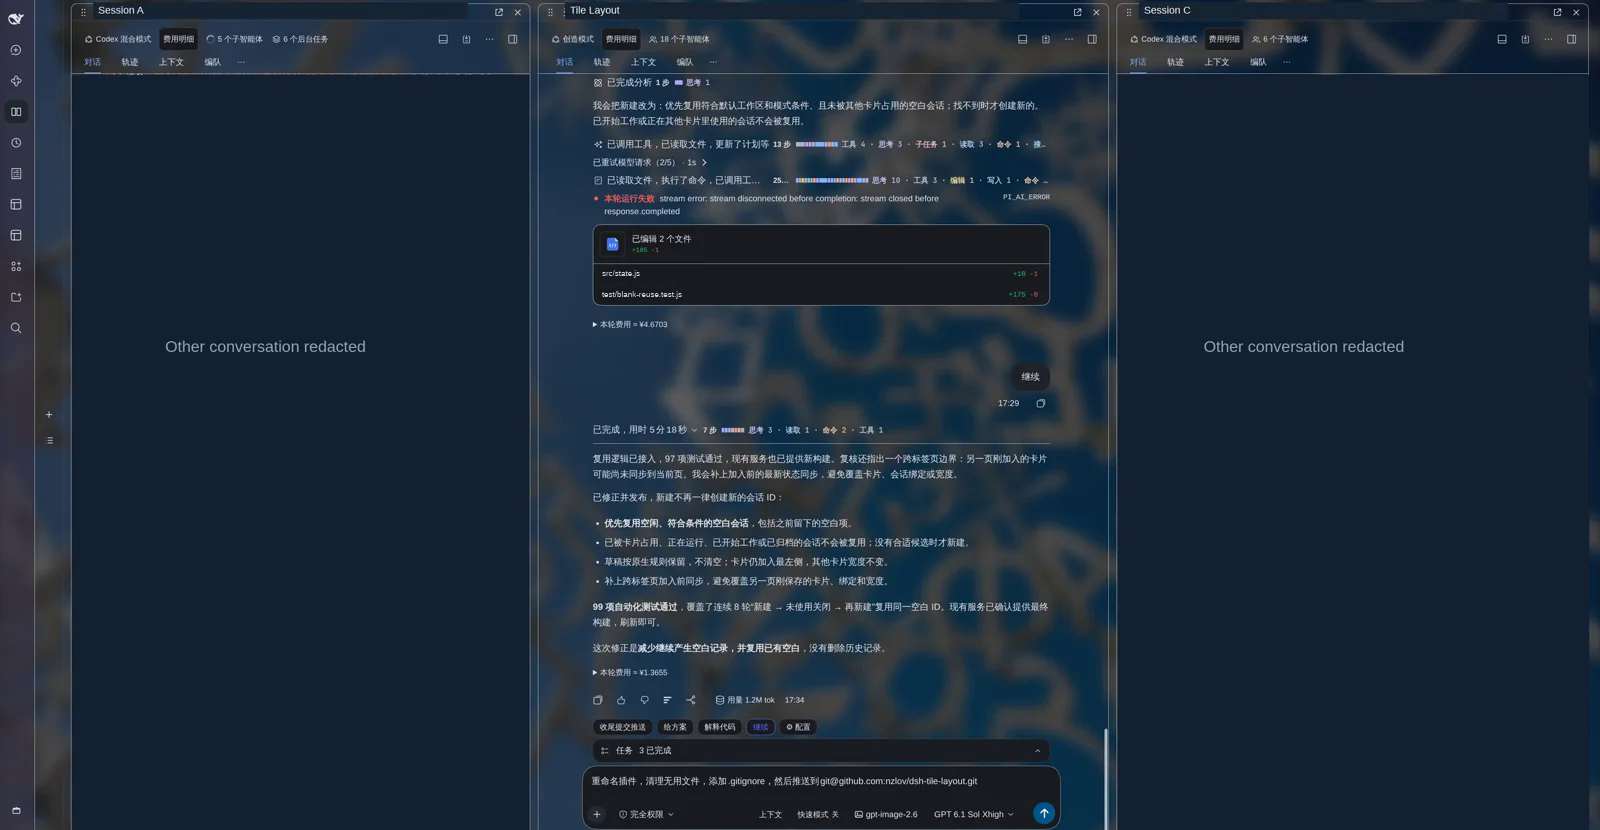 Session A
Codex 混合模式
费用明细
5 个子智能体
6 个后台任务
对话
轨迹
上下文
编队
Other conversation redacted
Tile Layout
创造模式
费用明细
18 个子智能体
对话
轨迹
上下文
编队
已完成分析 1 步 思考 1
我会把新建改为：优先复用符合默认工作区和模式条件、且未被其他卡片占用的空白会话；找不到时才创建新的。
已开始工作或正在其他卡片里使用的会话不会被复用。
已调用工具，已读取文件，更新了计划等 13 步 工具 4 · 思考 3 · 子任务 1 · 读取 3 · 命令 1 · 搜…
已重试模型请求（2/5） · 1s
已读取文件，执行了命令，已调用工… 25… 思考 10 · 工具 3 · 编辑 1 · 写入 1 · 命令 …
本轮运行失败 stream error: stream disconnected before completion: stream closed before
response.completed
PI_AI_ERROR
已编辑 2 个文件
+185 -1
src/state.js +10 -1
test/blank-reuse.test.js +175 -0
本轮费用 ≈ ¥4.6703
继续
17:29
已完成，用时 5 分 18 秒 7 步 思考 3 · 读取 1 · 命令 2 · 工具 1
复用逻辑已接入，97 项测试通过，现有服务也已提供新构建。复核还指出一个跨标签页边界：另一页刚加入的卡片
可能尚未同步到当前页。我会补上加入前的最新状态同步，避免覆盖卡片、会话绑定或宽度。
已修正并发布，新建不再一律创建新的会话 ID：
• 优先复用空闲、符合条件的空白会话，包括之前留下的空白项。
• 已被卡片占用、正在运行、已开始工作或已归档的会话不会被复用；没有合适候选时才新建。
• 草稿按原生规则保留，不清空；卡片仍加入最左侧，其他卡片宽度不变。
• 补上跨标签页加入前同步，避免覆盖另一页刚保存的卡片、绑定和宽度。
99 项自动化测试通过，覆盖了连续 8 轮“新建 → 未使用关闭 → 再新建”复用同一空白 ID。现有服务已确认提供最终
构建，刷新即可。
这次修正是减少继续产生空白记录，并复用已有空白，没有删除历史记录。
本轮费用 ≈ ¥1.3655
用量 1.2M tok 17:34
收尾提交推送
给方案
解释代码
继续
配置
任务 3 已完成
重命名插件，清理无用文件，添加 .gitignore，然后推送到 git@github.com:nzlov/dsh-tile-layout.git
完全权限
上下文
快速模式 关
gpt-image-2.6
GPT 6.1 Sol Xhigh
Session C
Codex 混合模式
费用明细
6 个子智能体
对话
轨迹
上下文
编队
Other conversation redacted